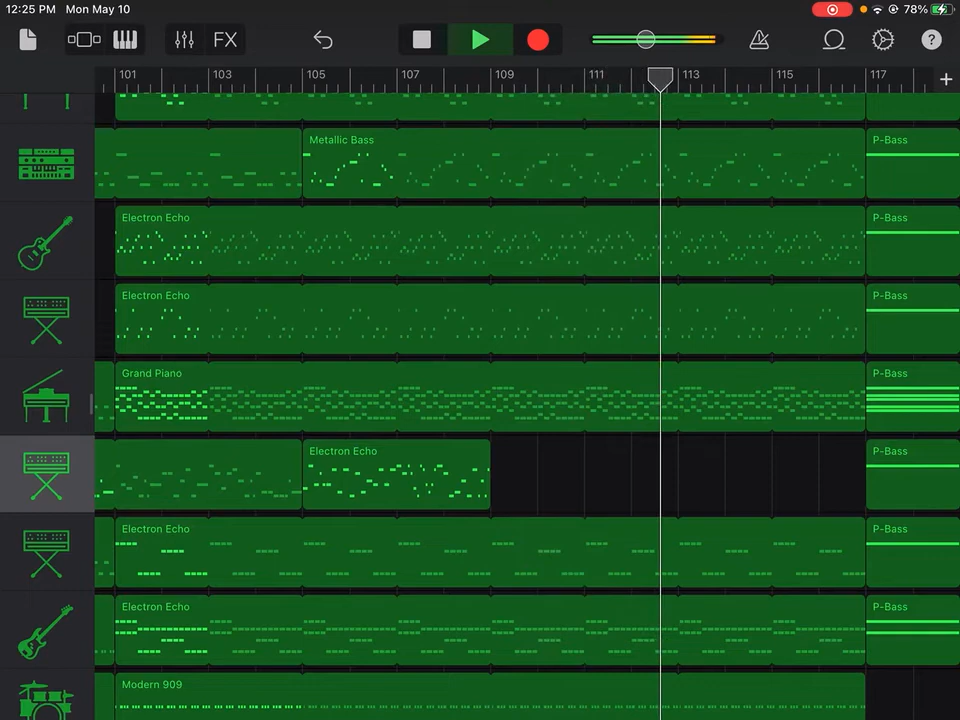 12:25 PM Mon May 10
78%
FX
?
101 103 105 107 109 111 113 115 117
+
Metallic Bass
P-Bass
Electron Echo
P-Bass
Electron Echo
P-Bass
Grand Piano
P-Bass
Electron Echo
P-Bass
Electron Echo
P-Bass
Electron Echo
P-Bass
Modern 909